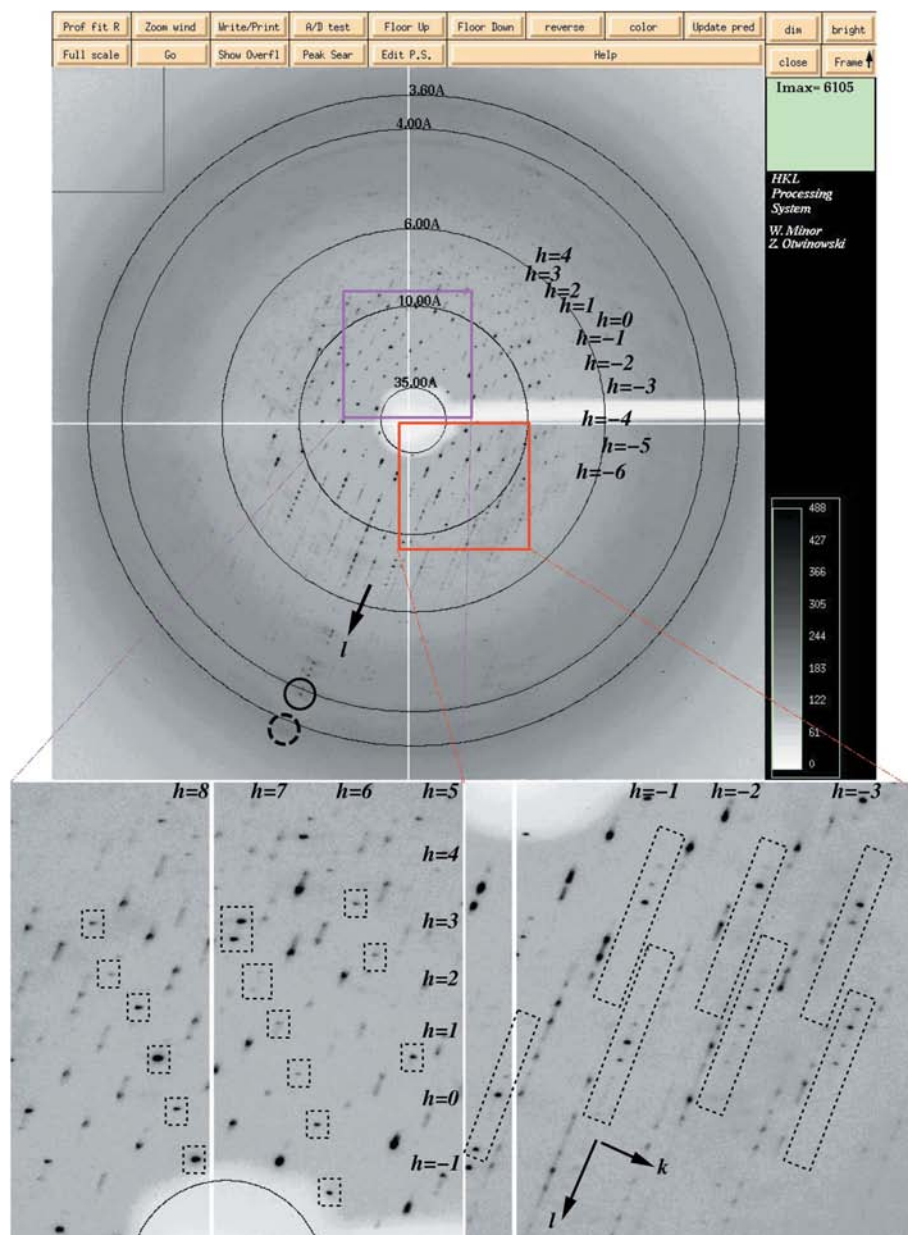 Prof fit R Zoom wind Write/Print A/D test Floor Up Floor Down reverse color Update pred dim bright
Full scale Go Show Overfl Peak Sear Edit P.S. Help close Frame
Imax= 6105
HKL
Processing
System
W. Minor
Z. Otwinowski
3.60A
4.00A
6.00A
10.00A
35.00A
h=4
h=3
h=2
h=1
h=0
h=-1
h=-2
h=-3
h=-4
h=-5
h=-6
l
488
427
366
305
244
183
122
61
0
h=8 h=7 h=6 h=5 h=-1 h=-2 h=-3
h=4
h=3
h=2
h=1
h=0
h=-1
k
l